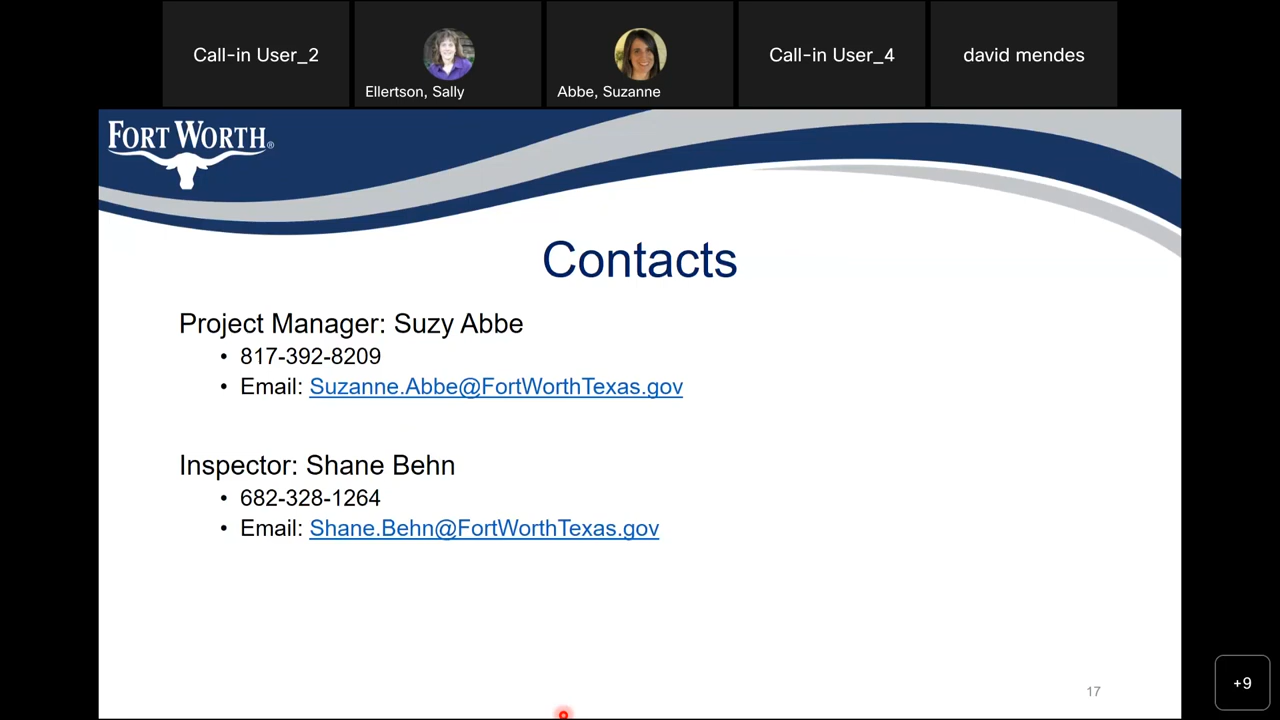 Call-in User_2
Ellertson, Sally
Abbe, Suzanne
Call-in User_4
david mendes
FORT WORTH®
Contacts
Project Manager: Suzy Abbe
• 817-392-8209
• Email: Suzanne.Abbe@FortWorthTexas.gov
Inspector: Shane Behn
• 682-328-1264
• Email: Shane.Behn@FortWorthTexas.gov
17
+9